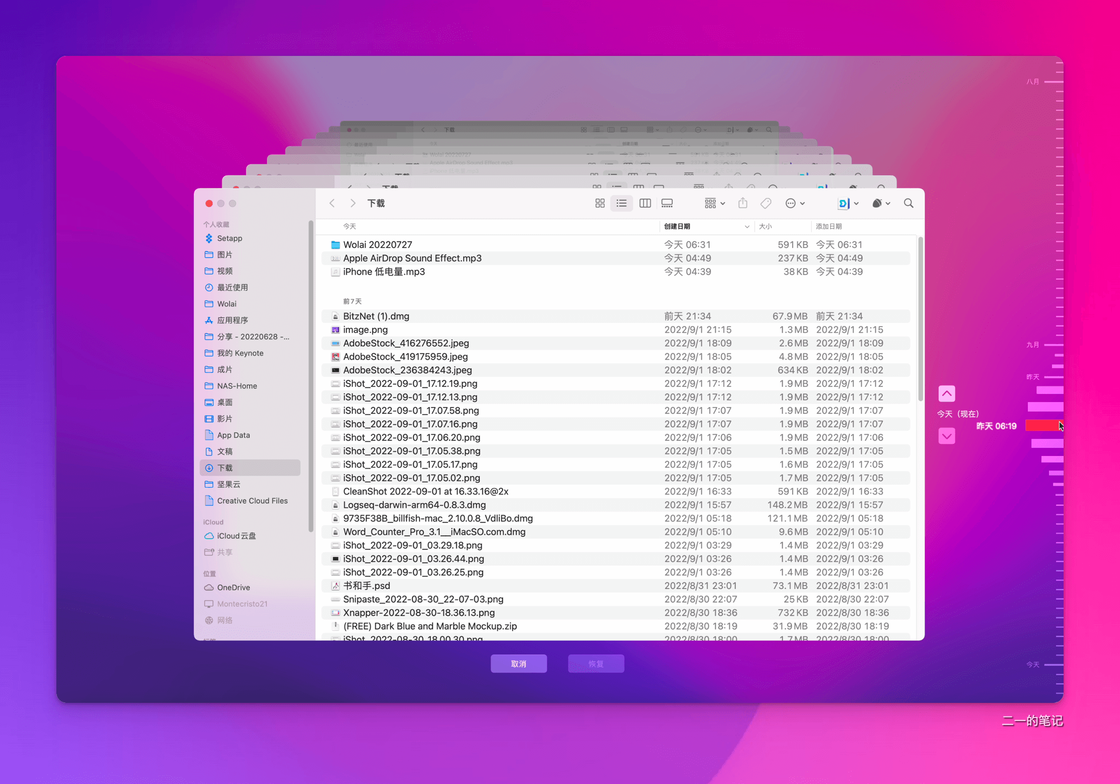 八月
下载
个人收藏
Setapp
图片
视频
最近使用
Wolai
应用程序
分享 - 20220628 -...
我的 Keynote
成片
NAS-Home
桌面
影片
App Data
文稿
下载
坚果云
Creative Cloud Files
iCloud
iCloud 云盘
共享
位置
OneDrive
Montecristo21
网络
今天 创建日期 大小 添加日期
Wolai 20220727 今天 06:31 591 KB 今天 06:31
Apple AirDrop Sound Effect.mp3 今天 04:49 237 KB 今天 04:49
iPhone 低电量.mp3 今天 04:39 38 KB 今天 04:39
前7天
BitzNet (1).dmg 前天 21:34 67.9 MB 前天 21:34
image.png 2022/9/1 21:15 1.3 MB 2022/9/1 21:15
AdobeStock_416276552.jpeg 2022/9/1 18:09 2.6 MB 2022/9/1 18:09
AdobeStock_419175959.jpeg 2022/9/1 18:05 4.8 MB 2022/9/1 18:05
AdobeStock_236384243.jpeg 2022/9/1 18:02 634 KB 2022/9/1 18:02
iShot_2022-09-01_17.12.19.png 2022/9/1 17:12 1.9 MB 2022/9/1 17:12
iShot_2022-09-01_17.12.13.png 2022/9/1 17:12 1.9 MB 2022/9/1 17:12
iShot_2022-09-01_17.07.58.png 2022/9/1 17:07 1.9 MB 2022/9/1 17:07
iShot_2022-09-01_17.07.16.png 2022/9/1 17:07 1.9 MB 2022/9/1 17:07
iShot_2022-09-01_17.06.20.png 2022/9/1 17:06 1.9 MB 2022/9/1 17:06
iShot_2022-09-01_17.05.38.png 2022/9/1 17:05 1.5 MB 2022/9/1 17:05
iShot_2022-09-01_17.05.17.png 2022/9/1 17:05 1.6 MB 2022/9/1 17:05
iShot_2022-09-01_17.05.02.png 2022/9/1 17:05 1.7 MB 2022/9/1 17:05
CleanShot 2022-09-01 at 16.33.16@2x 2022/9/1 16:33 591 KB 2022/9/1 16:33
Logseq-darwin-arm64-0.8.3.dmg 2022/9/1 15:57 148.2 MB 2022/9/1 15:57
9735F38B_billfish-mac_2.10.0.8_VdliBo.dmg 2022/9/1 05:18 121.1 MB 2022/9/1 05:18
Word_Counter_Pro_3.1__iMacSO.com.dmg 2022/9/1 05:10 9.6 MB 2022/9/1 05:10
iShot_2022-09-01_03.29.18.png 2022/9/1 03:29 1.4 MB 2022/9/1 03:29
iShot_2022-09-01_03.26.44.png 2022/9/1 03:26 1.4 MB 2022/9/1 03:26
iShot_2022-09-01_03.26.25.png 2022/9/1 03:26 1.4 MB 2022/9/1 03:26
书和手.psd 2022/8/31 23:01 73.1 MB 2022/8/31 23:01
Snipaste_2022-08-30_22-07-03.png 2022/8/30 22:07 25 KB 2022/8/30 22:07
Xnapper-2022-08-30-18.36.13.png 2022/8/30 18:36 732 KB 2022/8/30 18:36
(FREE) Dark Blue and Marble Mockup.zip 2022/8/30 18:19 31.9 MB 2022/8/30 18:19
iShot_2022-08-30_18.00.30.png 2022/8/30 18:00 1.7 MB 2022/8/30 18:00
九月
昨天
今天（现在）
昨天 06:19
今天
取消
恢复
二一的笔记